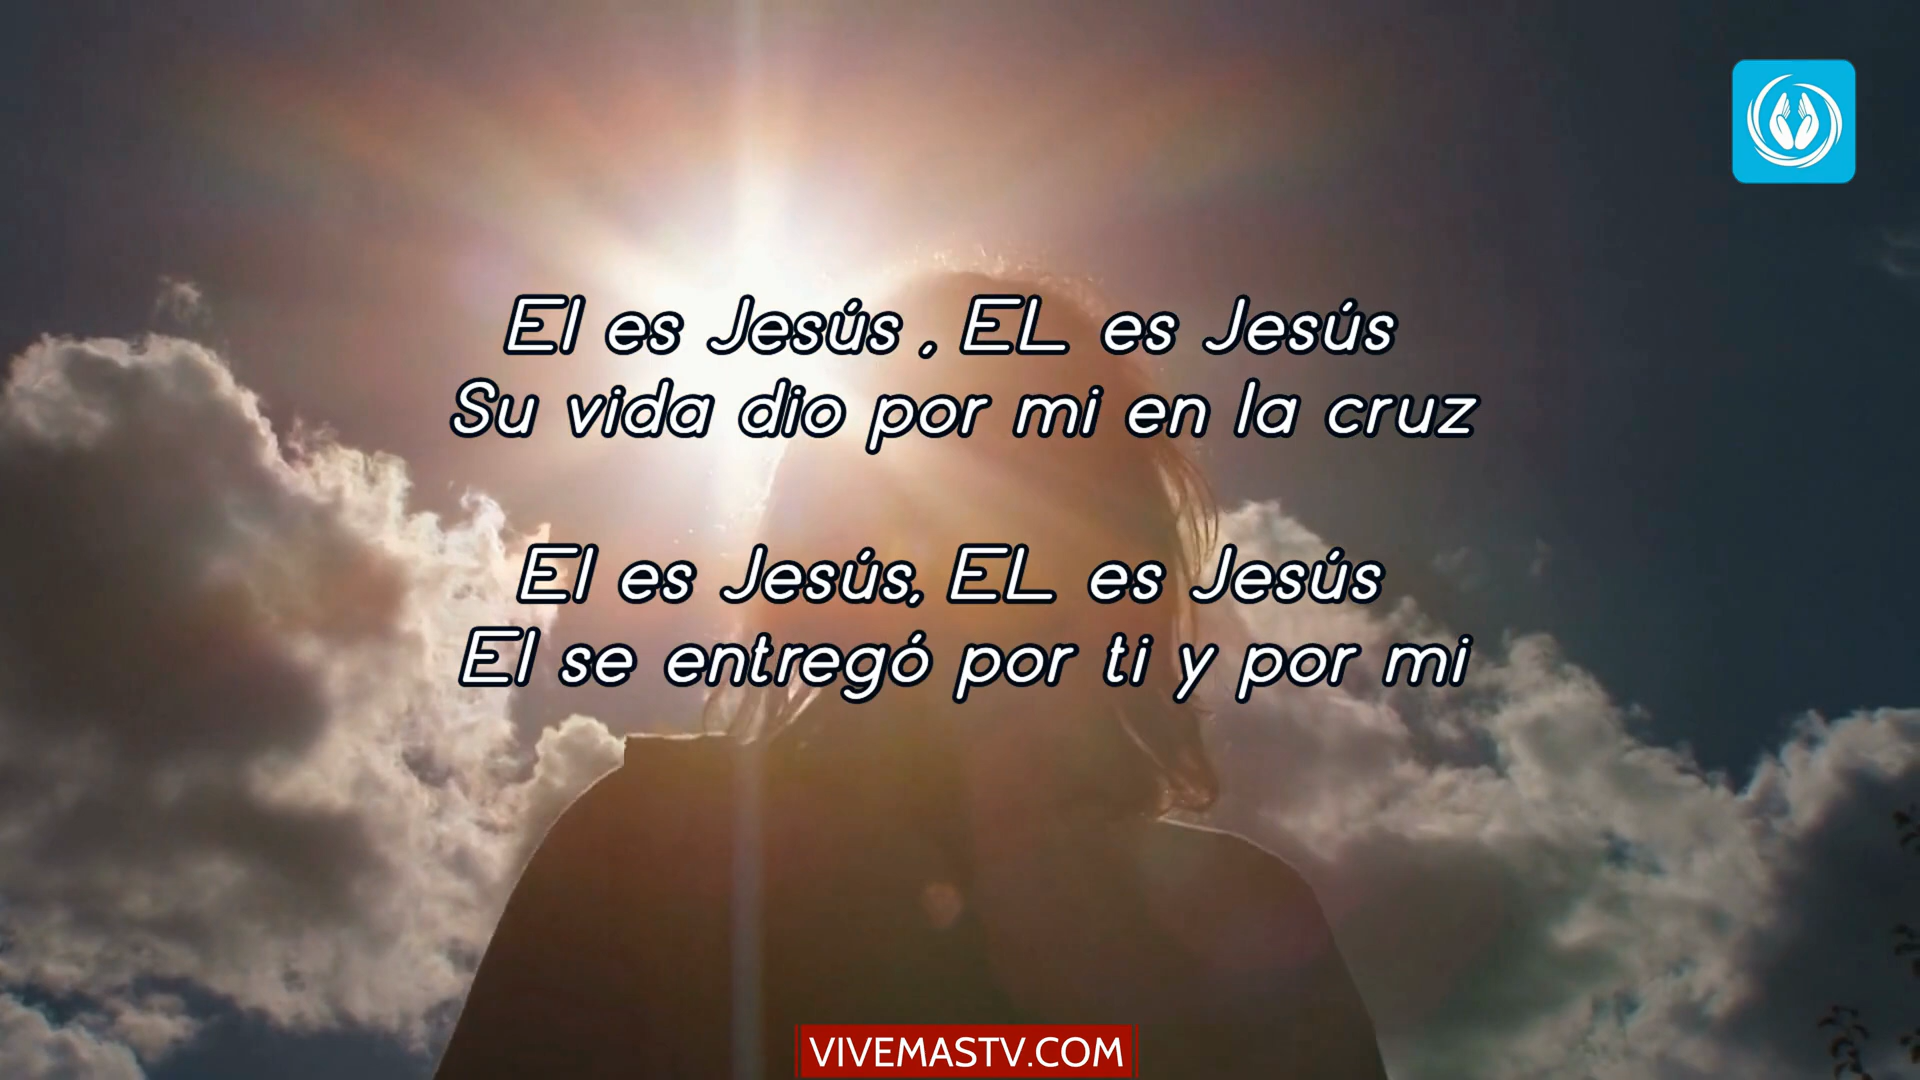 El es Jesús , EL es Jesús
Su vida dio por mi en la cruz
El es Jesús, EL es Jesús
El se entregó por ti y por mi
VIVEMASTV.COM